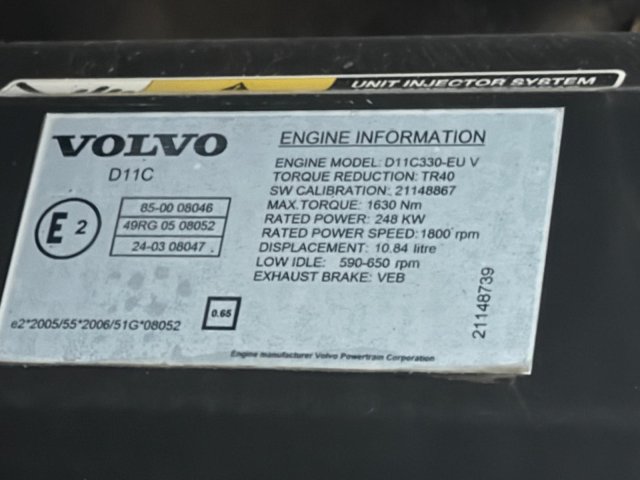 UNIT INJECTOR SYSTEM
VOLVO
D11C
E 2
85-00 08046
49RG 05 08052
24-03 08047
e2*2005/55*2006/51G*08052
0.65
ENGINE INFORMATION
ENGINE MODEL: D11C330-EU V
TORQUE REDUCTION: TR40
SW CALIBRATION: 21148867
MAX.TORQUE: 1630 Nm
RATED POWER: 248 KW
RATED POWER SPEED: 1800 rpm
DISPLACEMENT: 10.84 litre
LOW IDLE: 590-650 rpm
EXHAUST BRAKE: VEB
21148739
Engine manufacturer Volvo Powertrain Corporation